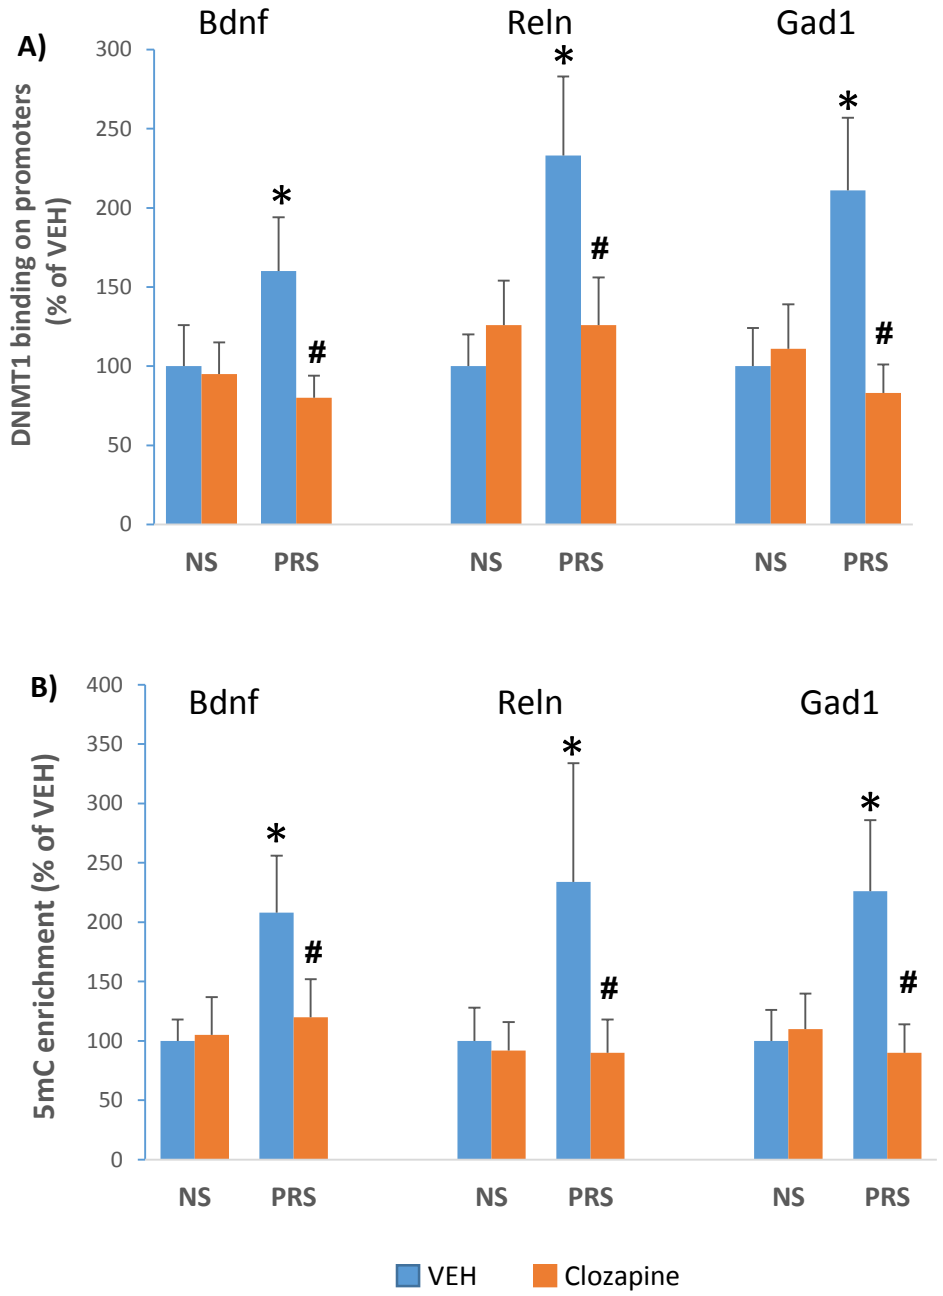 A)
Bdnf Reln Gad1
DNMT1 binding on promoters
(% of VEH)
300
250
200
150
100
50
0
* * *
# # #
NS PRS NS PRS NS PRS
B)
Bdnf Reln Gad1
5mC enrichment (% of VEH)
400
350
300
250
200
150
100
50
0
* * *
# # #
NS PRS NS PRS NS PRS
VEH Clozapine